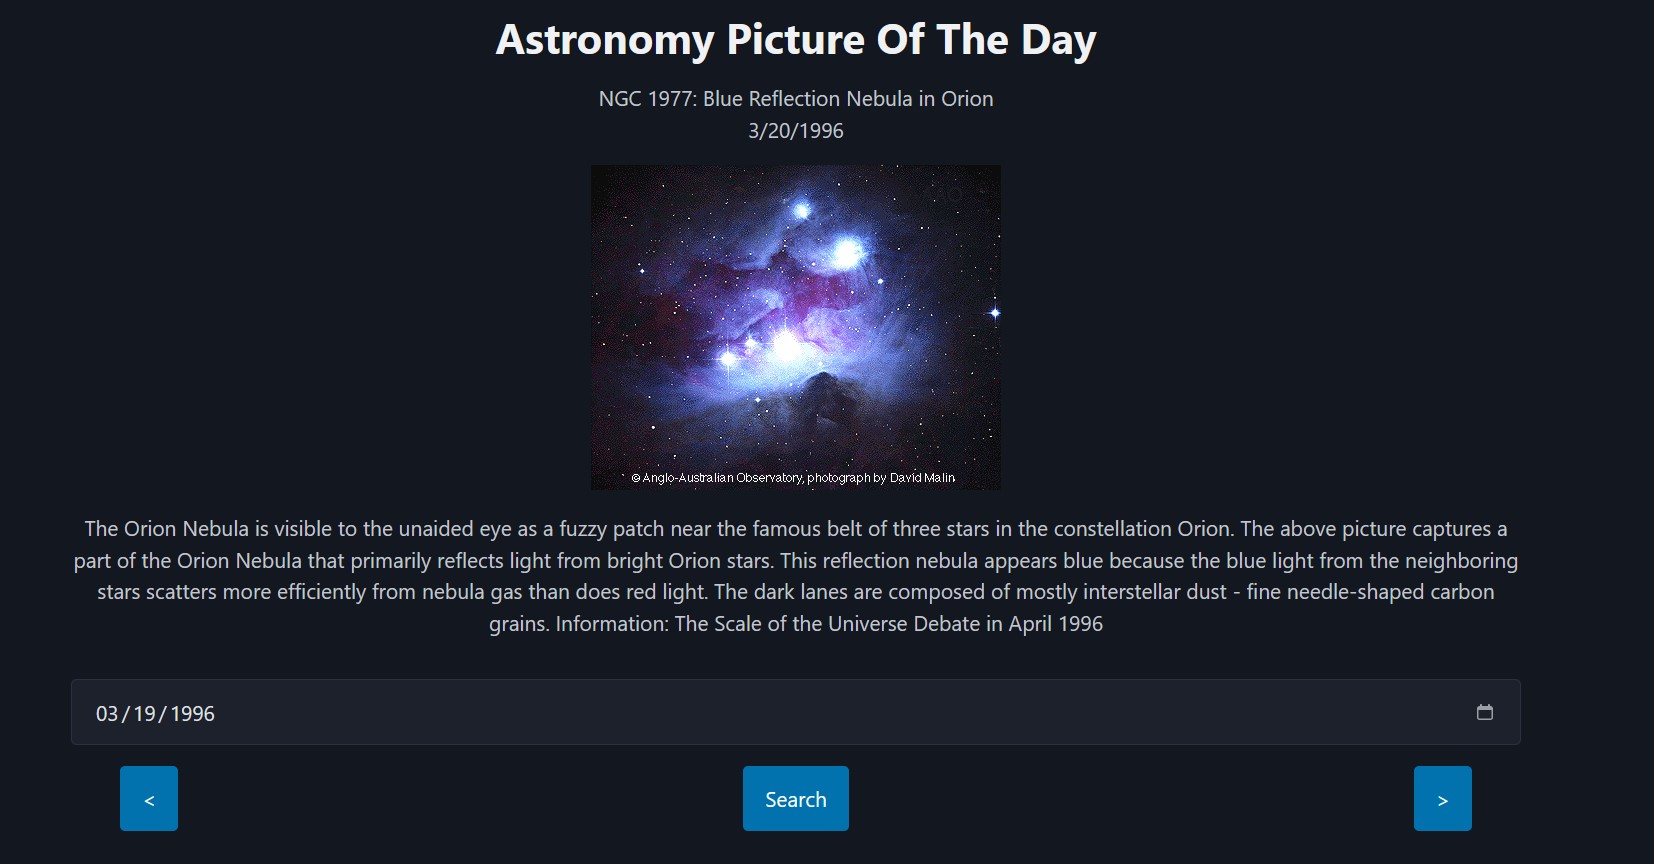 Astronomy Picture Of The Day
NGC 1977: Blue Reflection Nebula in Orion
3/20/1996
© Anglo-Australian Observatory, photograph by David Malin
The Orion Nebula is visible to the unaided eye as a fuzzy patch near the famous belt of three stars in the constellation Orion. The above picture captures a
part of the Orion Nebula that primarily reflects light from bright Orion stars. This reflection nebula appears blue because the blue light from the neighboring
stars scatters more efficiently from nebula gas than does red light. The dark lanes are composed of mostly interstellar dust - fine needle-shaped carbon
grains. Information: The Scale of the Universe Debate in April 1996
03/19/1996
< Search >